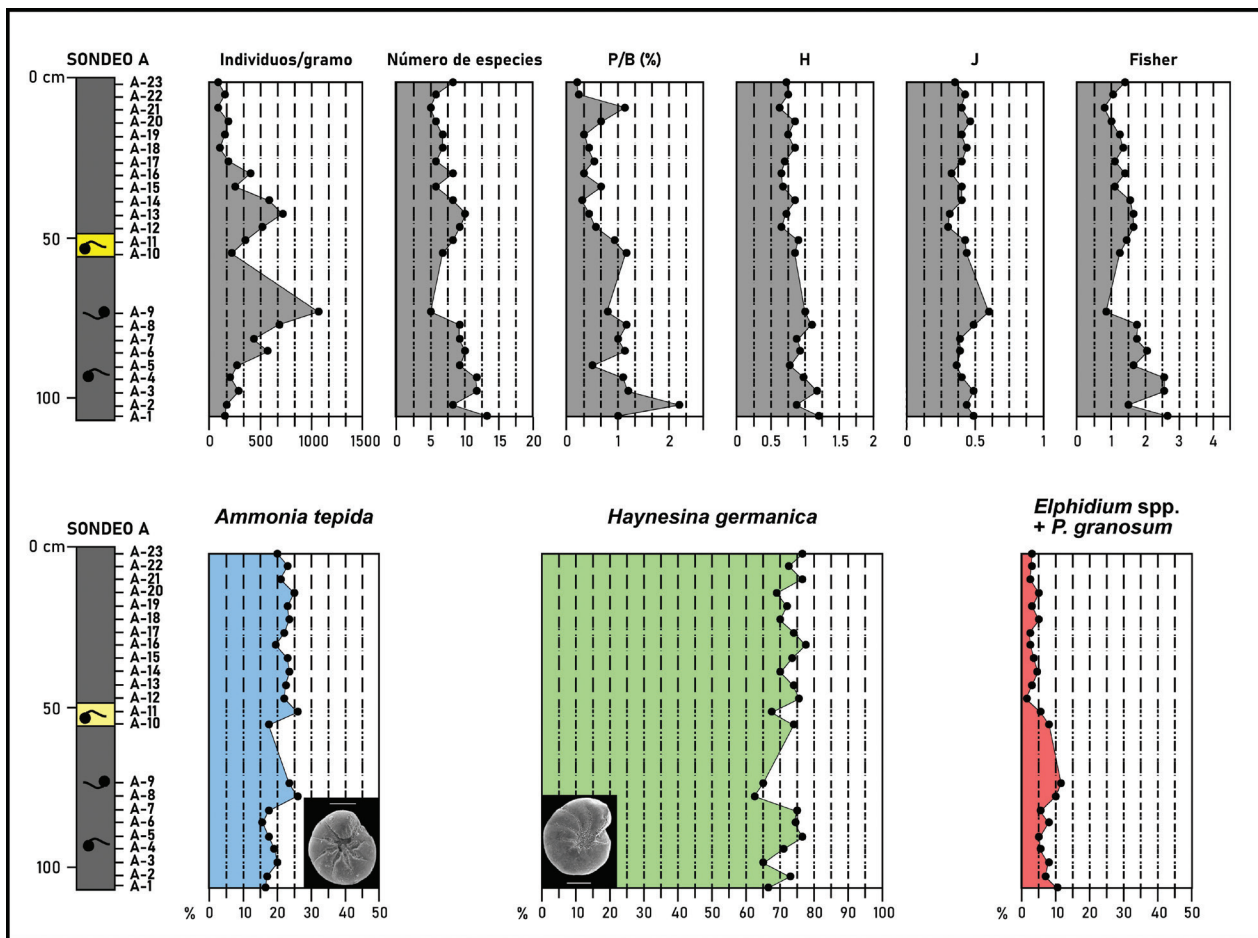 SONDEO A
Individuos/gramo
Número de especies
P/B (%)
H
J
Fisher
0 cm
A-23
A-22
A-21
A-20
A-19
A-18
A-17
A-16
A-15
A-14
A-13
A-12
50
A-11
A-10
A-9
A-8
A-7
A-6
A-5
A-4
100
A-3
A-2
A-1
0 500 1000 1500
0 5 10 15 20
0 1 2
0 0.5 1 1.5 2
0 0.5 1
0 1 2 3 4
SONDEO A
Ammonia tepida
Haynesina germanica
Elphidium spp.
+ P. granosum
0 cm
A-23
A-22
A-21
A-20
A-19
A-18
A-17
A-16
A-15
A-14
A-13
A-12
50
A-11
A-10
A-9
A-8
A-7
A-6
A-5
A-4
100
A-3
A-2
A-1
% 0 10 20 30 40 50
% 0 10 20 30 40 50 60 70 80 90 100
% 0 10 20 30 40 50